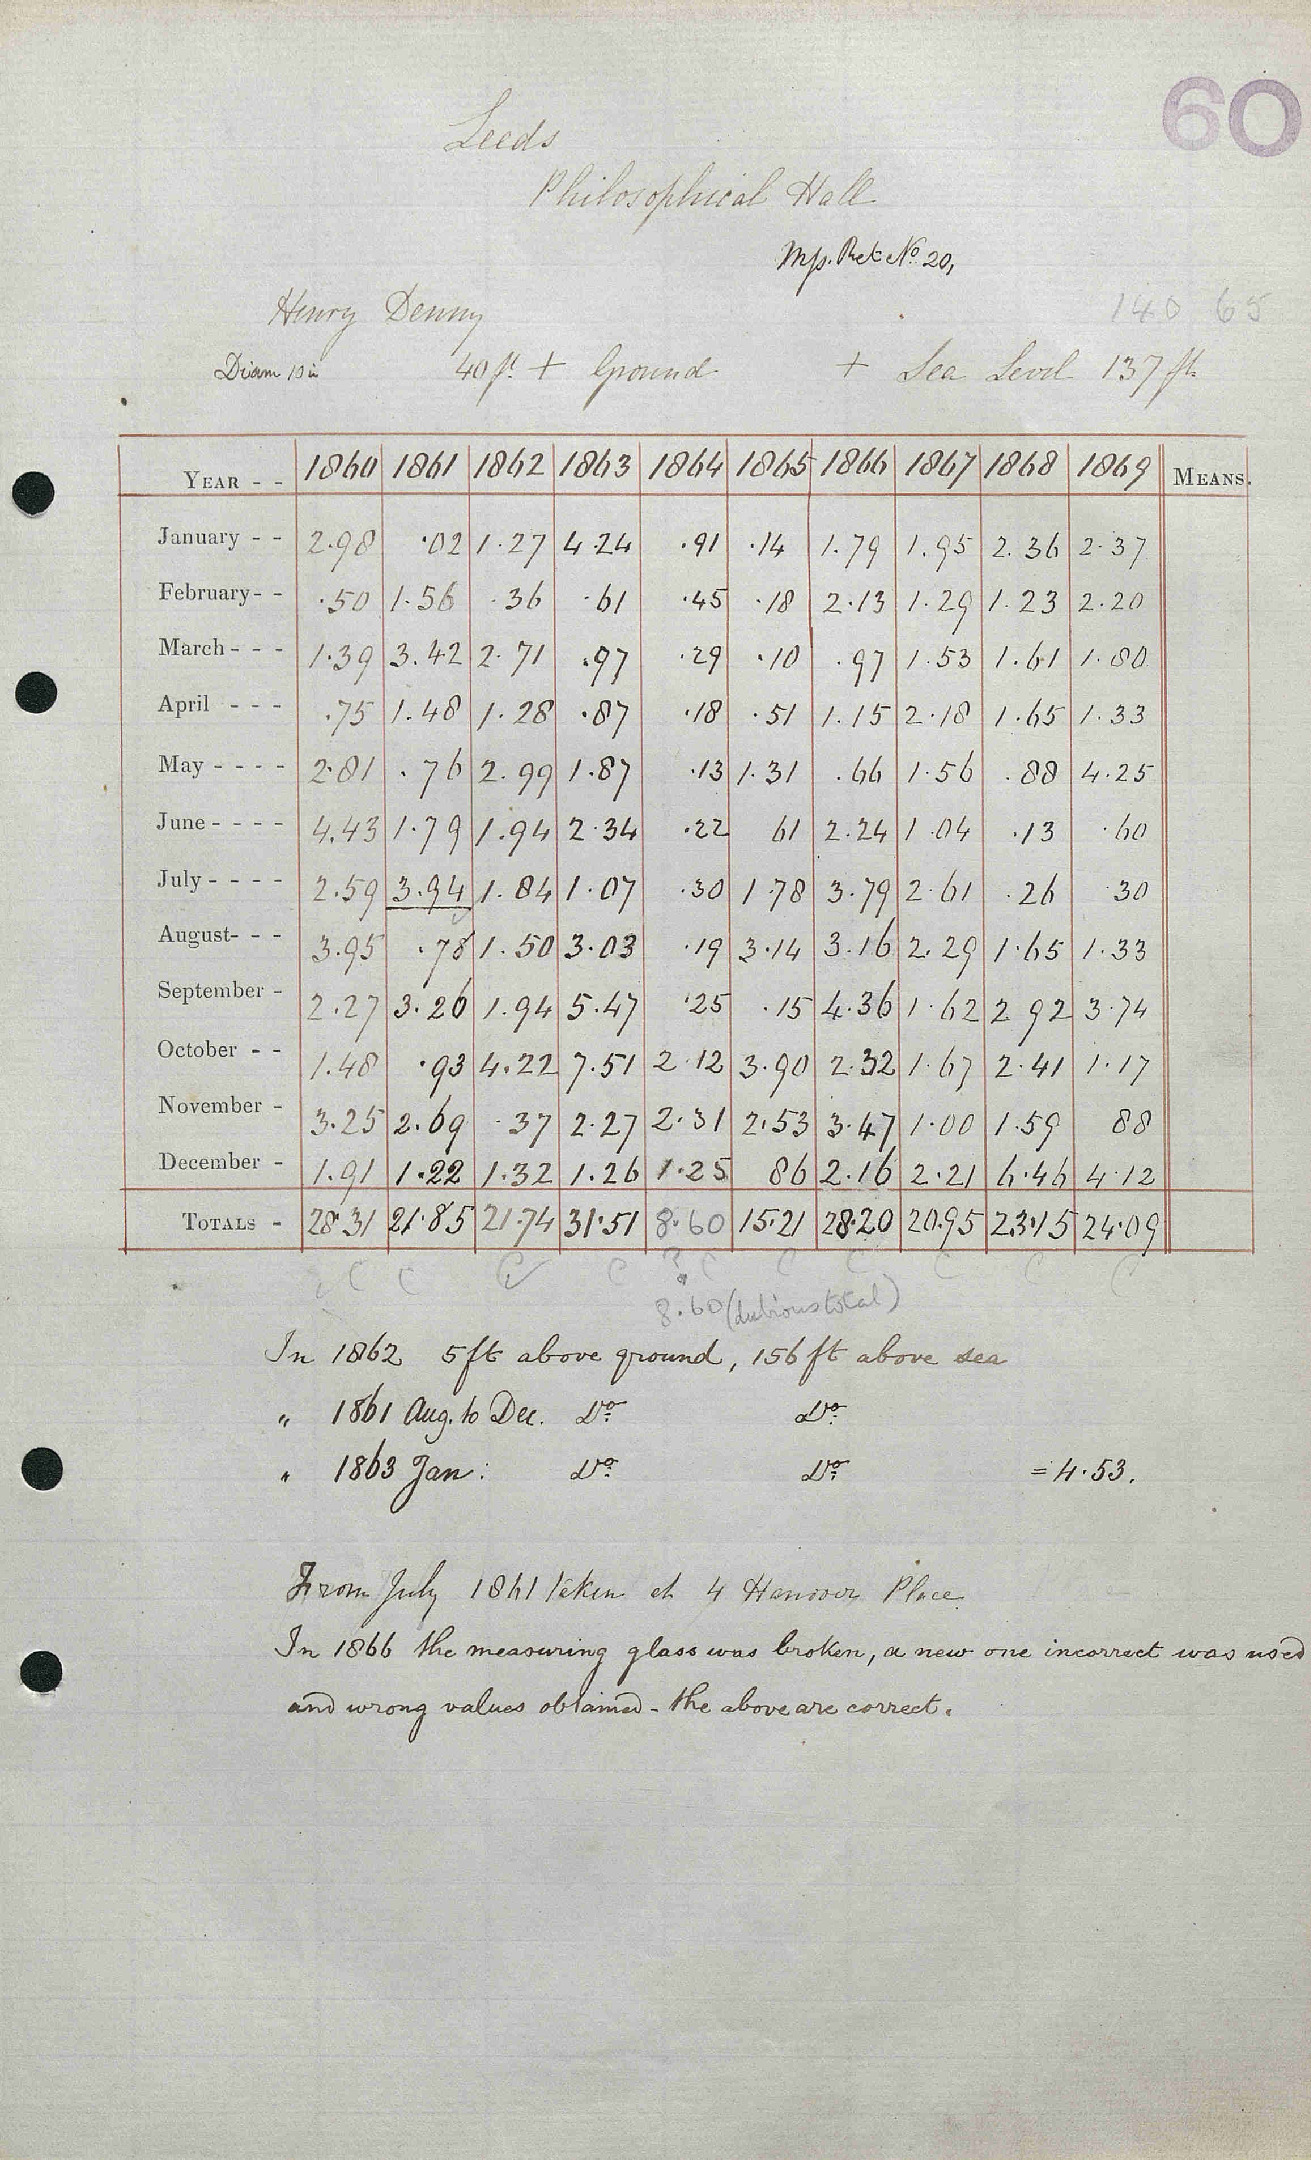 60
Leeds
Philosophical Hall
Mps. Ret No. 20,
Henry Denny
140 65
Diam 10 in 40 ft. + Ground + Sea Level 137 ft.
YEAR - - 1860 1861 1862 1863 1864 1865 1866 1867 1868 1869 MEANS.
January - - 2.98 .02 1.27 4.24 .91 .14 1.79 1.95 2.36 2.37
February - - .50 1.56 .36 .61 .45 .18 2.13 1.29 1.23 2.20
March - - - 1.39 3.42 2.71 .97 .29 .10 .97 1.53 1.61 1.80
April - - - .75 1.48 1.28 .87 .18 .51 1.15 2.18 1.65 1.33
May - - - - 2.81 .76 2.99 1.87 .13 1.31 .66 1.56 .88 4.25
June - - - - 4.43 1.79 1.94 2.34 .22 61 2.24 1.04 .13 .60
July - - - - 2.59 3.94 1.84 1.07 .30 1.78 3.79 2.61 .26 30
August - - - 3.95 .78 1.50 3.03 .19 3.14 3.16 2.29 1.65 1.33
September - 2.27 3.26 1.94 5.47 .25 .15 4.36 1.62 2 92 3.74
October - - 1.48 .93 4.22 7.51 2.12 3.90 2.32 1.67 2.41 1.17
November - 3.25 2.69 .37 2.27 2.31 2.53 3.47 1.00 1.59 88
December - 1.91 1.22 1.32 1.26 1.25 86 2.16 2.21 6.46 4.12
TOTALS - 28.31 21.85 21.74 31.51 8.60 15.21 28.20 20.95 23.15 24.09
C C C C ? C C C C C C
8.60 (dubious total)
In 1862 5 ft above ground, 156 ft above sea
" 1861 Aug. to Dec. Do. Do.
" 1863 Jan: Do. Do. = 4.53.
From July 1861 taken at 4 Hanover Place
In 1866 the measuring glass was broken, a new one incorrect was used
and wrong values obtained - the above are correct.